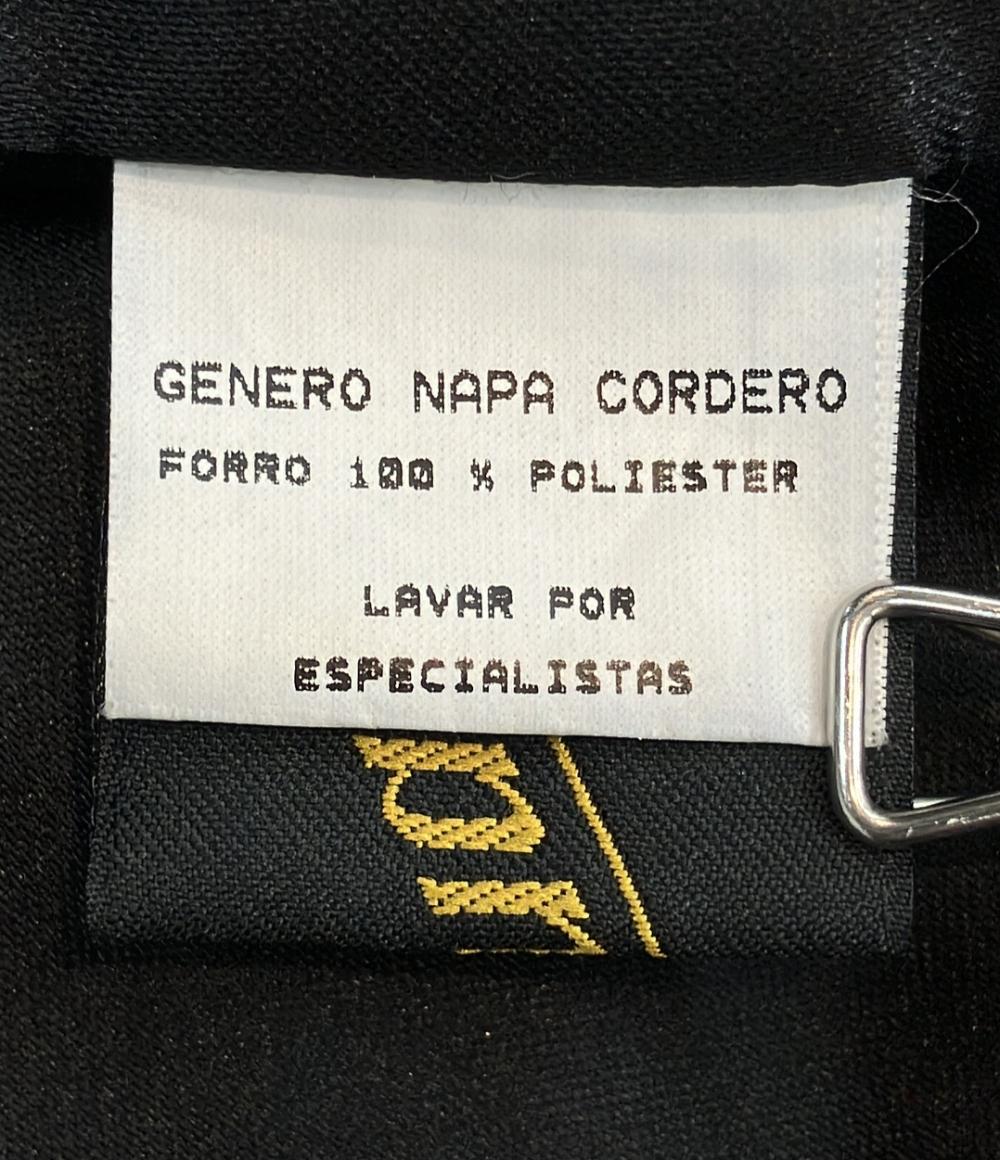 GENERO NAPA CORDERO
FORRO 100 % POLIESTER
LAVAR POR
ESPECIALISTAS